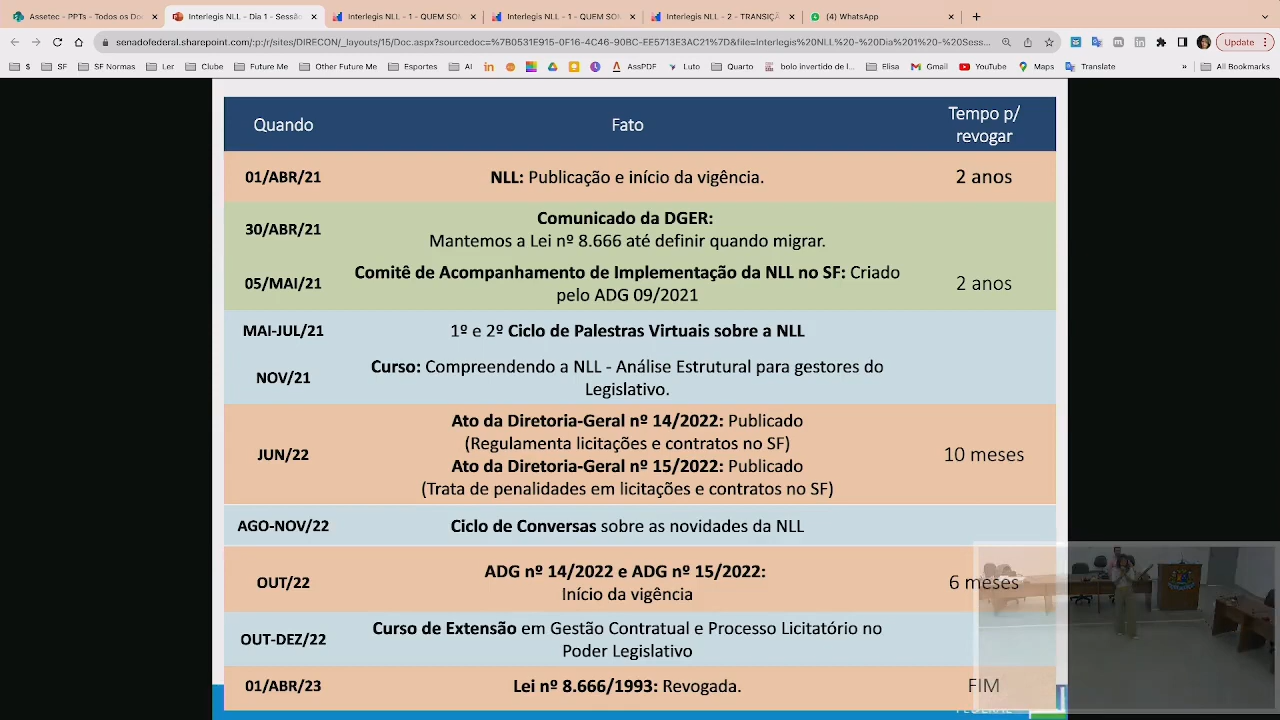 Assetec – PPTs - Todos os Do
Interlegis NLL - Dia 1 - Sessã
Interlegis NLL - 1 - QUEM SOM
Interlegis NLL - 1 - QUEM SOM
Interlegis NLL - 2 - TRANSIÇÃ
(4) WhatsApp
senadofederal.sharepoint.com/:p:/r/sites/DIRECON/_layouts/15/Doc.aspx?sourcedoc=%7B0531E915-0F16-4C46-90BC-EE5713F3AC21%7D&file=Interlegis%20NLL%20-%20Dia%201%20-%20Sess...
Update
$ SF SF NovaSF Ler Clube Future Me Other Future Me Esportes AI AssPDF Luto Quarto bolo invertido de l... Elisa Gmail YouTube Maps Translate » All Bookmarks
Quando Fato Tempo p/
revogar
01/ABR/21 NLL: Publicação e início da vigência. 2 anos
30/ABR/21 Comunicado da DGER:
Mantemos a Lei nº 8.666 até definir quando migrar.
05/MAI/21 Comitê de Acompanhamento de Implementação da NLL no SF: Criado
pelo ADG 09/2021 2 anos
MAI-JUL/21 1º e 2º Ciclo de Palestras Virtuais sobre a NLL
NOV/21 Curso: Compreendendo a NLL - Análise Estrutural para gestores do
Legislativo.
JUN/22 Ato da Diretoria-Geral nº 14/2022: Publicado
(Regulamenta licitações e contratos no SF)
Ato da Diretoria-Geral nº 15/2022: Publicado
(Trata de penalidades em licitações e contratos no SF) 10 meses
AGO-NOV/22 Ciclo de Conversas sobre as novidades da NLL
OUT/22 ADG nº 14/2022 e ADG nº 15/2022:
Início da vigência 6 meses
OUT-DEZ/22 Curso de Extensão em Gestão Contratual e Processo Licitatório no
Poder Legislativo
01/ABR/23 Lei nº 8.666/1993: Revogada. FIM
FEDERAL